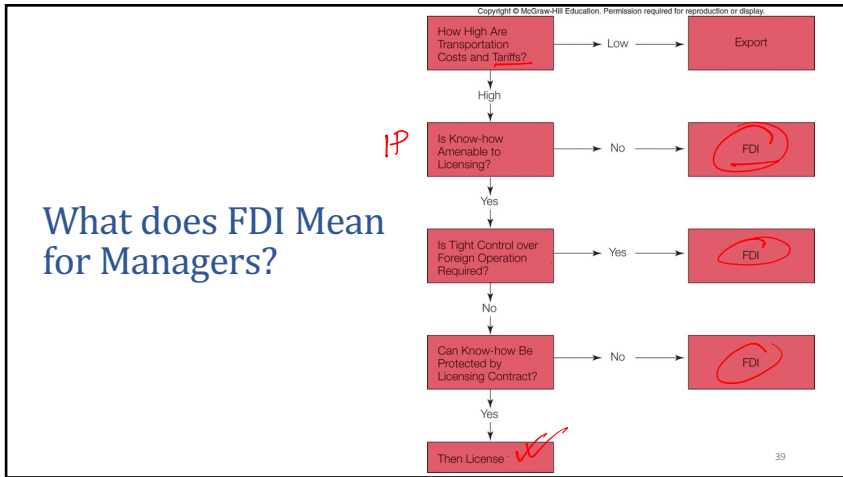 Copyright © McGraw-Hill Education. Permission required for reproduction or display.
How High Are
Transportation
Costs and Tariffs?
Low
Export
High
IP
Is Know-how
Amenable to
Licensing?
No
FDI
Yes
What does FDI Mean
for Managers?
Is Tight Control over
Foreign Operation
Required?
Yes
FDI
No
Can Know-how Be
Protected by
Licensing Contract?
No
FDI
Yes
Then License
39